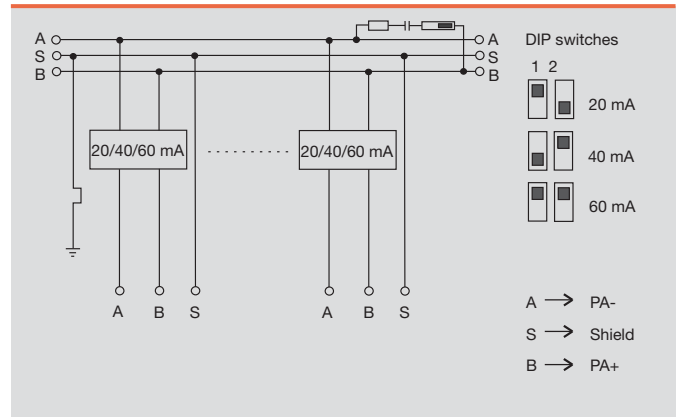 A A
S S
B B
20/40/60 mA 20/40/60 mA
A B S A B S
DIP switches
1 2
20 mA
40 mA
60 mA
A → PA-
S → Shield
B → PA+